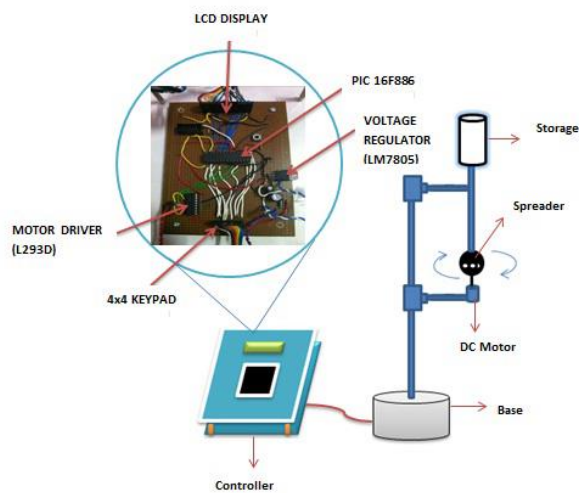 LCD DISPLAY
PIC 16F886
VOLTAGE
REGULATOR
(LM7805)
Storage
Spreader
MOTOR DRIVER
(L293D)
4x4 KEYPAD
DC Motor
Base
Controller